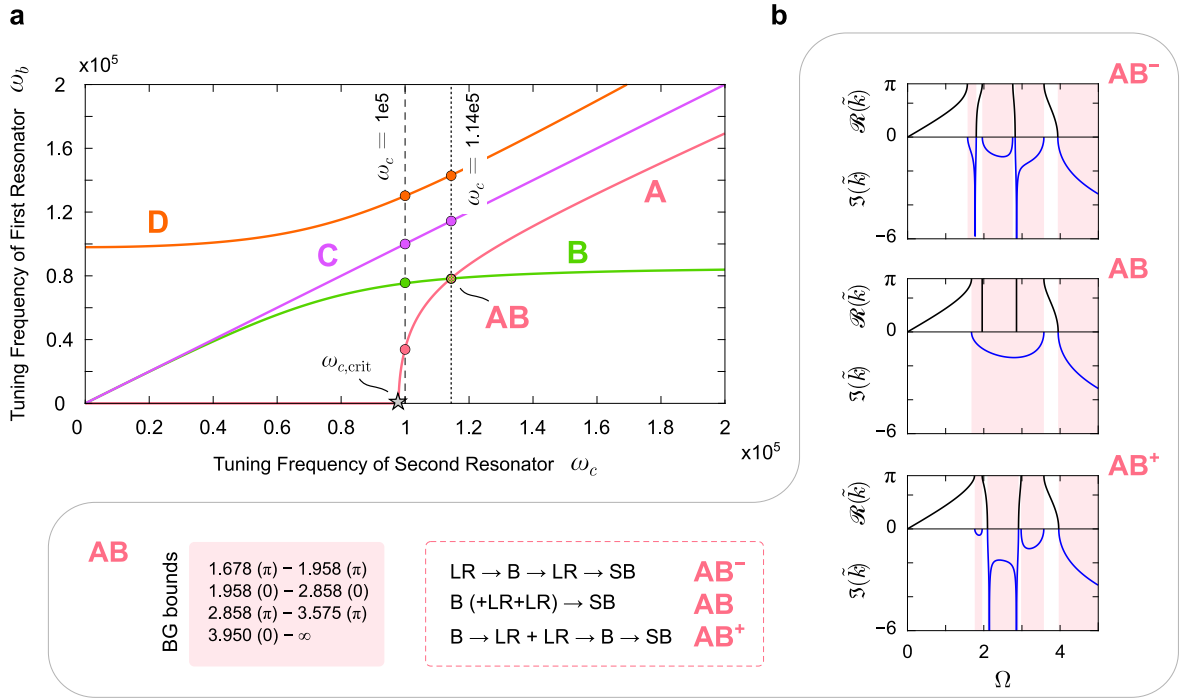 a
b
×10⁵
Tuning Frequency of First Resonator ω_b
2
1.6
1.2
0.8
0.4
0
ω_c = 1e5
ω_c = 1.14e5
D
C
B
A
AB
ω_c,crit
0 0.2 0.4 0.6 0.8 1 1.2 1.4 1.6 1.8 2
×10⁵
Tuning Frequency of Second Resonator ω_c
AB⁻
π
ℛ(k̃)
0
ℑ(k̃)
−6
AB
π
ℛ(k̃)
0
ℑ(k̃)
−6
AB⁺
π
ℛ(k̃)
0
ℑ(k̃)
−6
0 2 4
Ω
AB
BG bounds
1.678 (π) – 1.958 (π)
1.958 (0) – 2.858 (0)
2.858 (π) – 3.575 (π)
3.950 (0) – ∞
LR → B → LR → SB AB⁻
B (+LR+LR) → SB AB
B → LR + LR → B → SB AB⁺